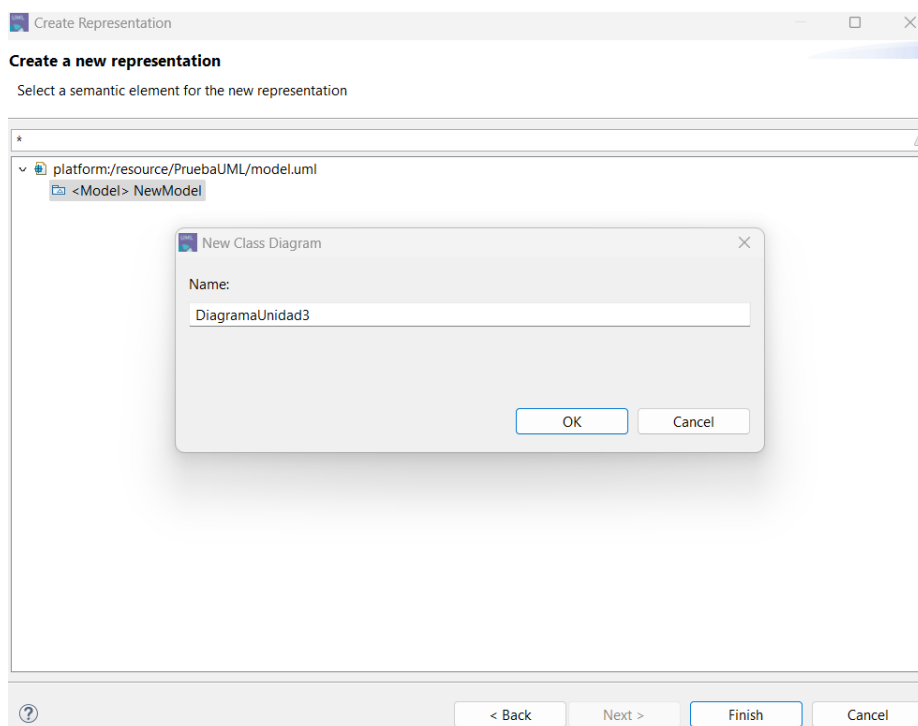 Create Representation
Create a new representation
Select a semantic element for the new representation
*
platform:/resource/PruebaUML/model.uml
<Model> NewModel
UML New Class Diagram
Name:
DiagramaUnidad3
OK Cancel
? < Back Next > Finish Cancel